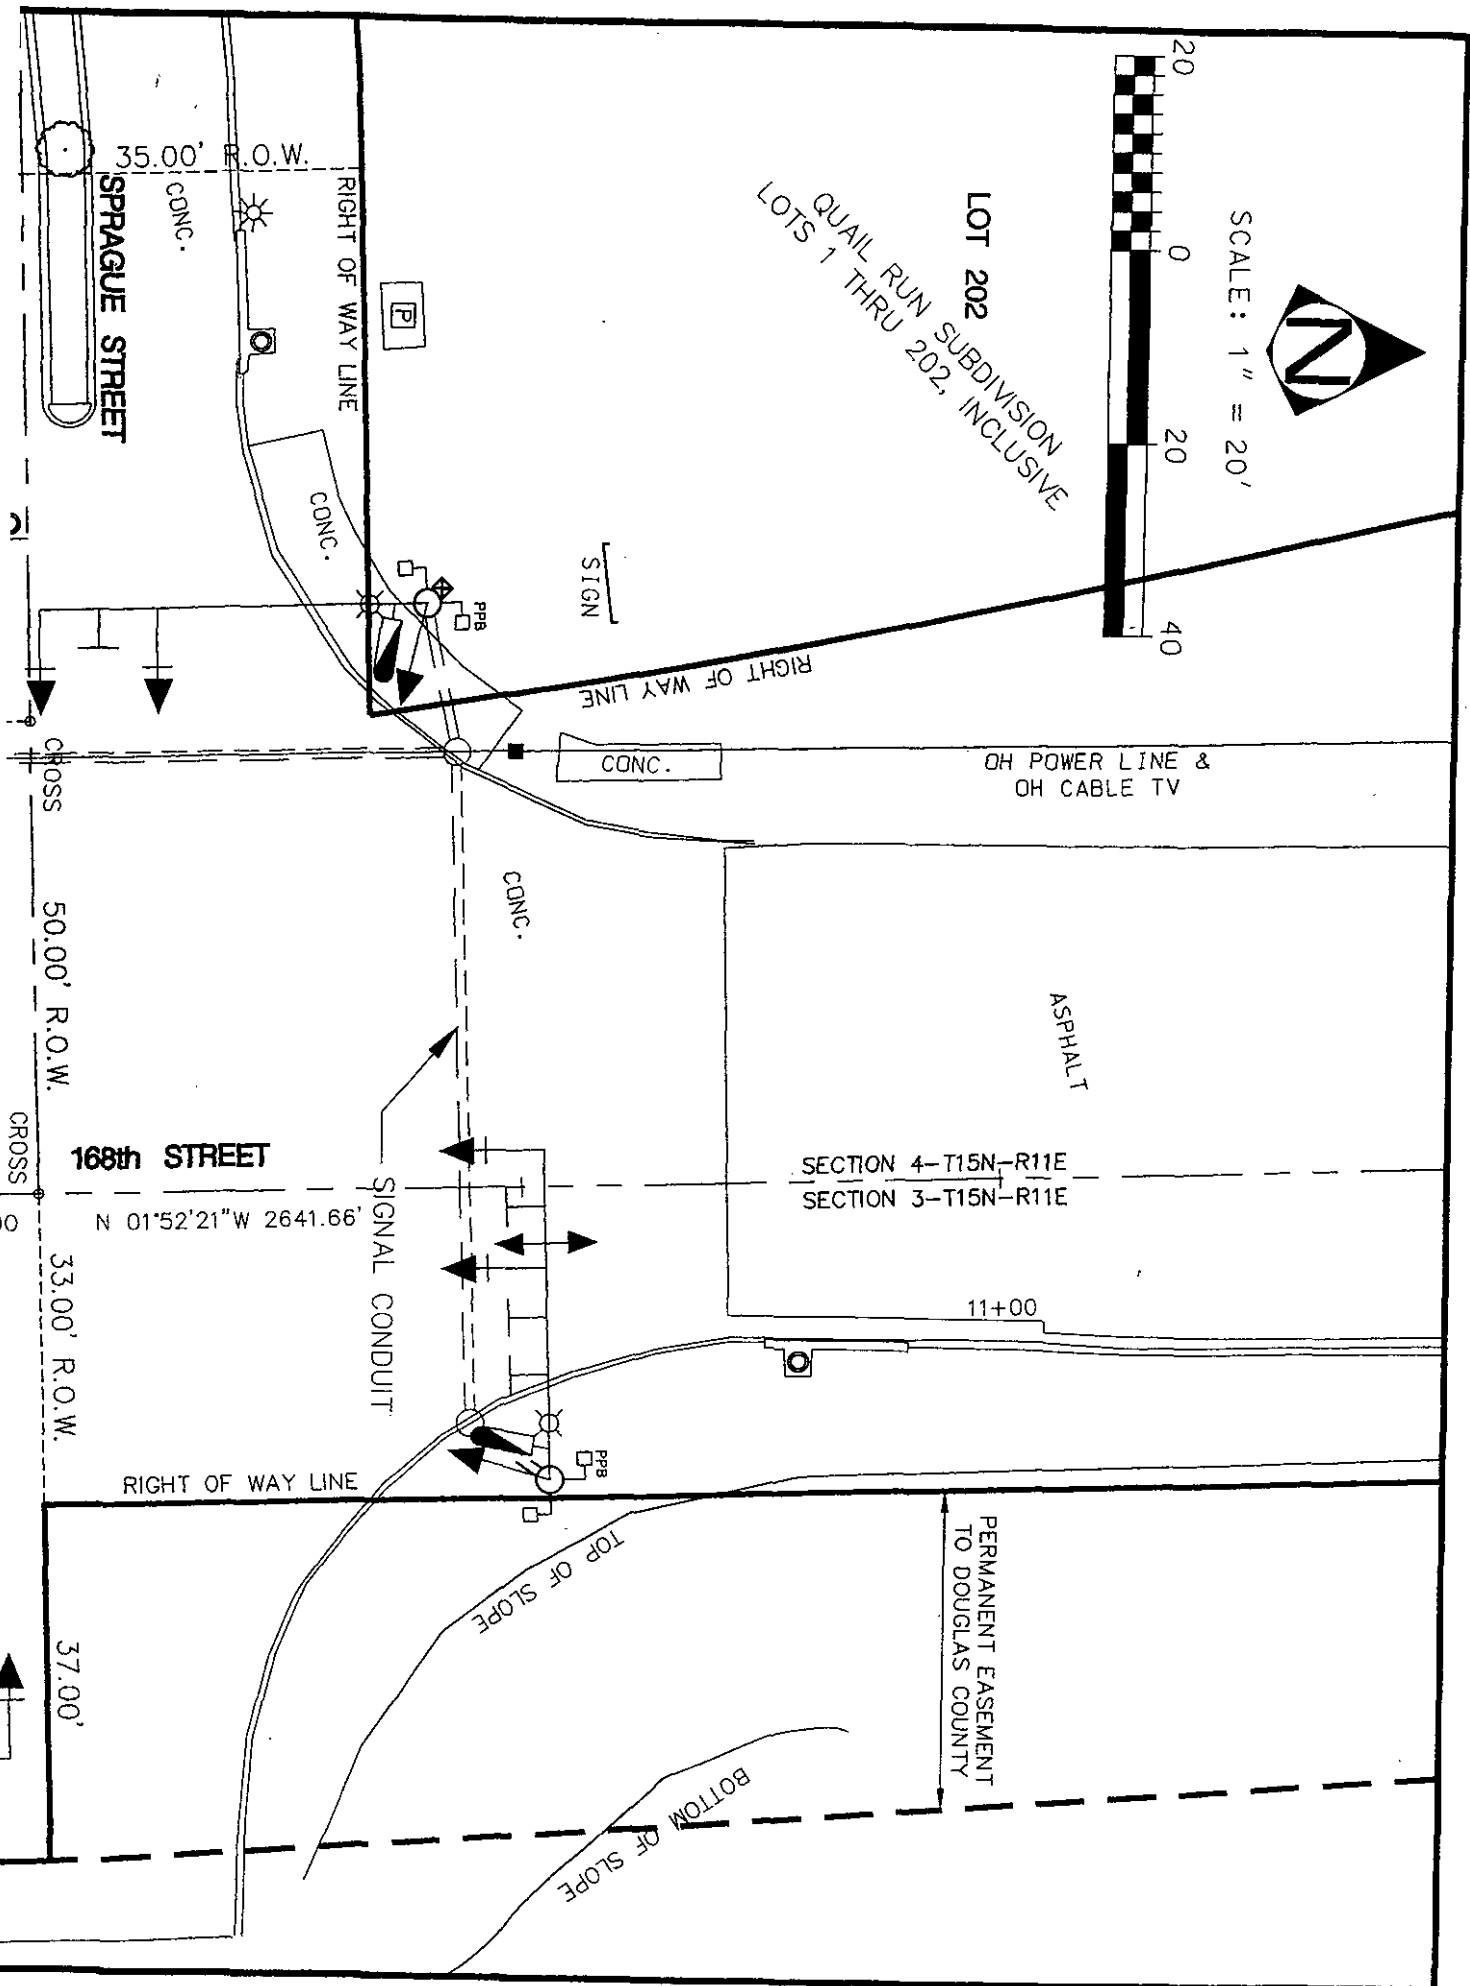 20
0
20
40
SCALE: 1" = 20'
N
LOT 202
QUAIL RUN SUBDIVISION
LOTS 1 THRU 202, INCLUSIVE
35.00' R.O.W.
CONC.
SPRAGUE STREET
RIGHT OF WAY LINE
P
CONC.
SIGN
PPB
RIGHT OF WAY LINE
CONC.
OH POWER LINE &
OH CABLE TV
CROSS
50.00' R.O.W.
CONC.
ASPHALT
CROSS
168th STREET
SECTION 4-T15N-R11E
SECTION 3-T15N-R11E
N 01°52'21"W 2641.66'
SIGNAL CONDUIT
33.00' R.O.W.
11+00
RIGHT OF WAY LINE
PPB
TOP OF SLOPE
PERMANENT EASEMENT
TO DOUGLAS COUNTY
37.00'
BOTTOM OF SLOPE